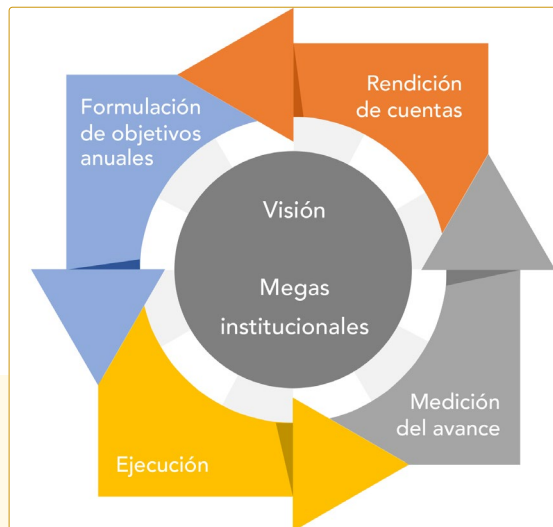 Formulación
de objetivos
anuales
Rendición
de cuentas
Visión
Megas
institucionales
Ejecución
Medición
del avance